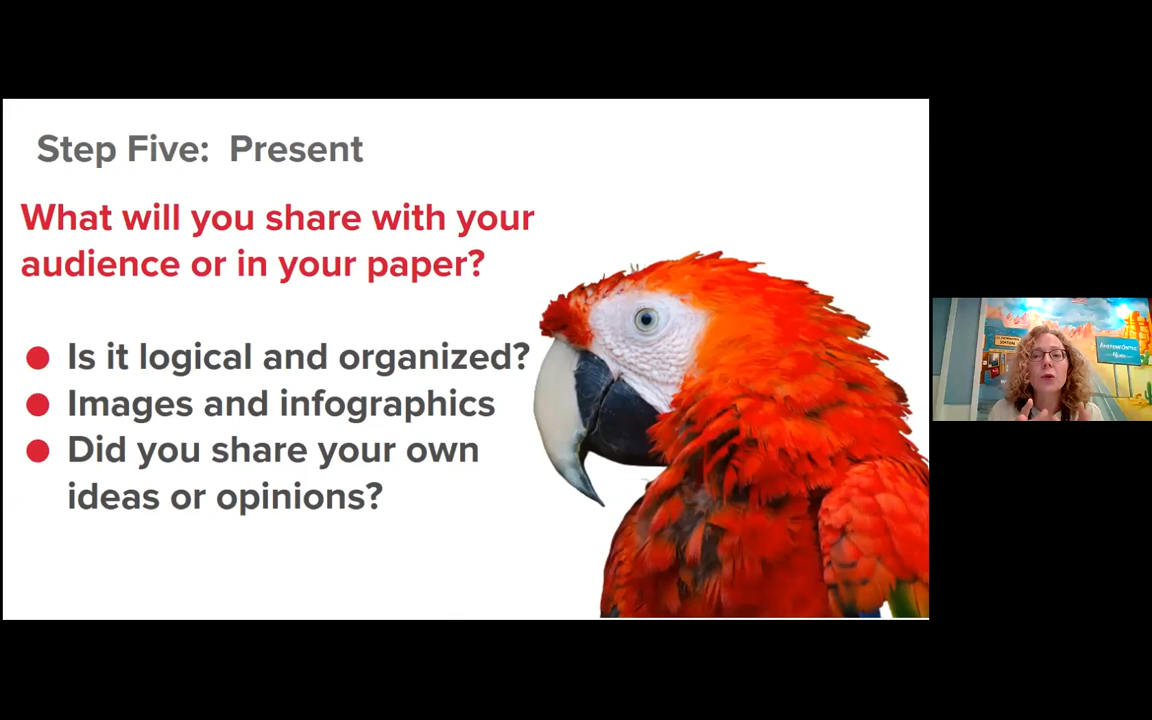 Step Five: Present
What will you share with your
audience or in your paper?
Is it logical and organized?
Images and infographics
Did you share your own
ideas or opinions?